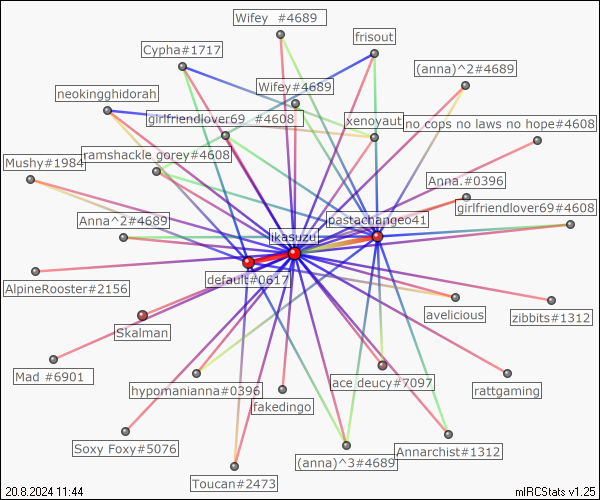 Wifey  #4689
frisout
Cypha#1717
(anna)^2#4689
Wifey#4689
neokingghidorah
girlfriendlover69  #4608
xenoyaut
no cops no laws no hope#4608
ramshackle gorey#4608
Mushy#1984
Anna.#0396
girlfriendlover69#4608
Anna^2#4689
pastachangeo41
ikasuzu
default#0617
AlpineRooster#2156
avelicious
zibbits#1312
Skalman
Mad #6901
hypomanianna#0396
ace deucy#7097
rattgaming
fakedingo
Soxy Foxy#5076
Annarchist#1312
(anna)^3#4689
Toucan#2473
20.8.2024 11:44
mIRCStats v1.25